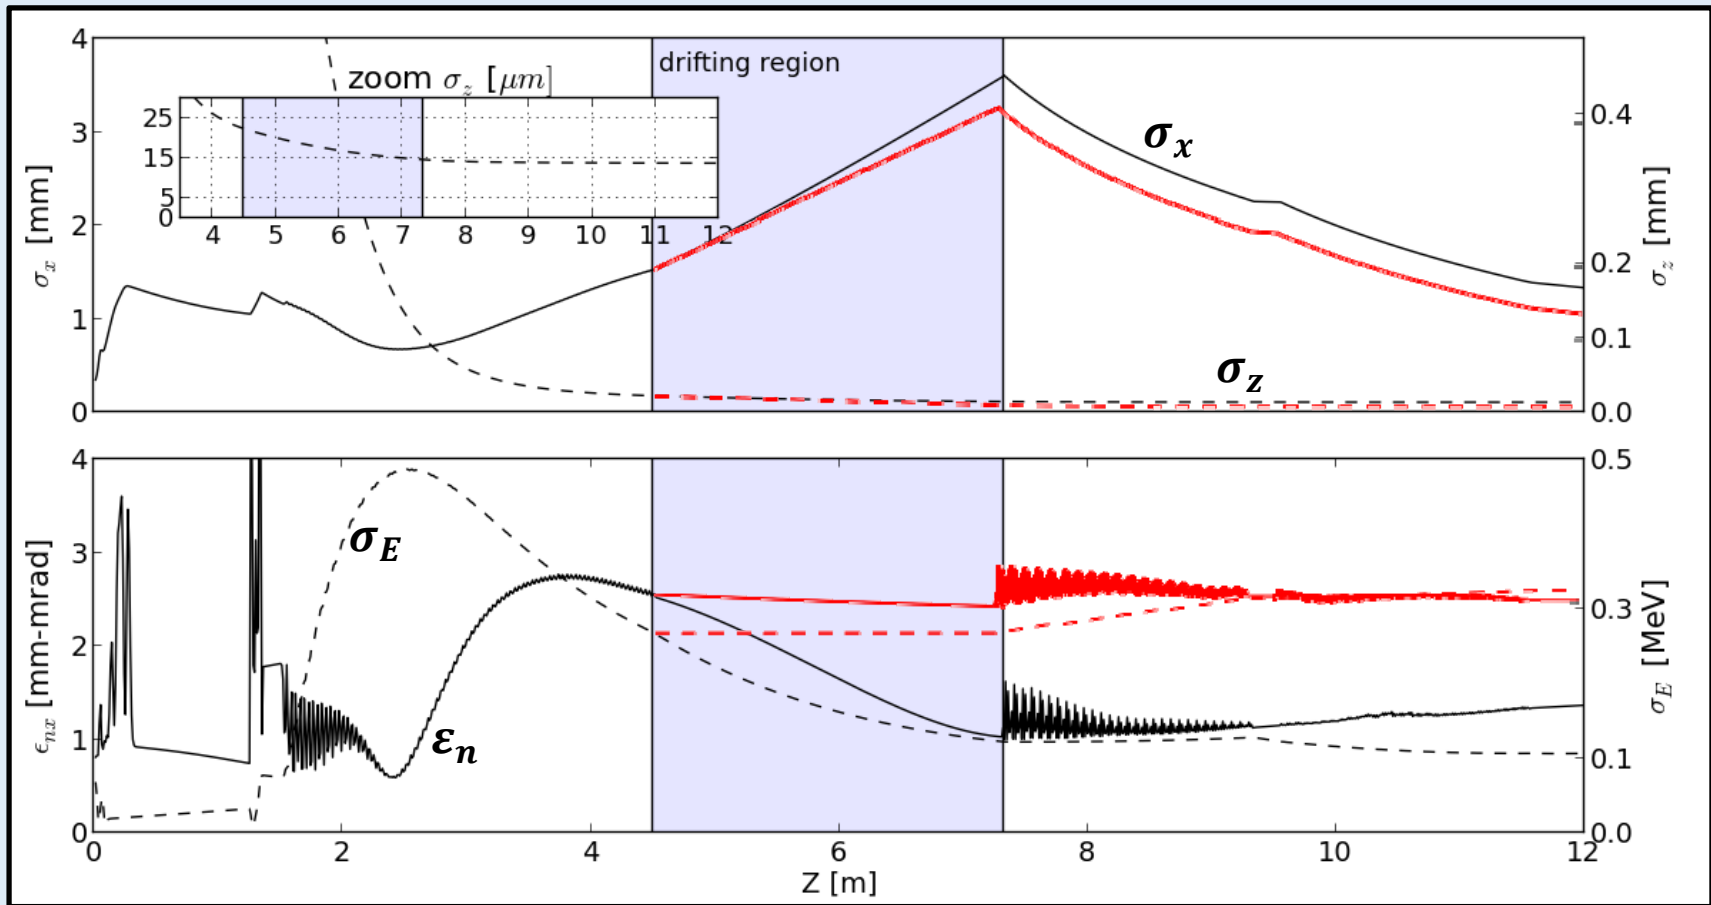 4
3
2
1
0
σx [mm]
zoom σz [μm]
25
15
5
0
4 5 6 7 8 9 10 11 12
drifting region
σx
σz
0.4
0.2
0.1
0.0
σz [mm]
4
3
2
1
0
ϵnx [mm-mrad]
σE
εn
0.5
0.3
0.1
0.0
σE [MeV]
0 2 4 6 8 10 12
Z [m]